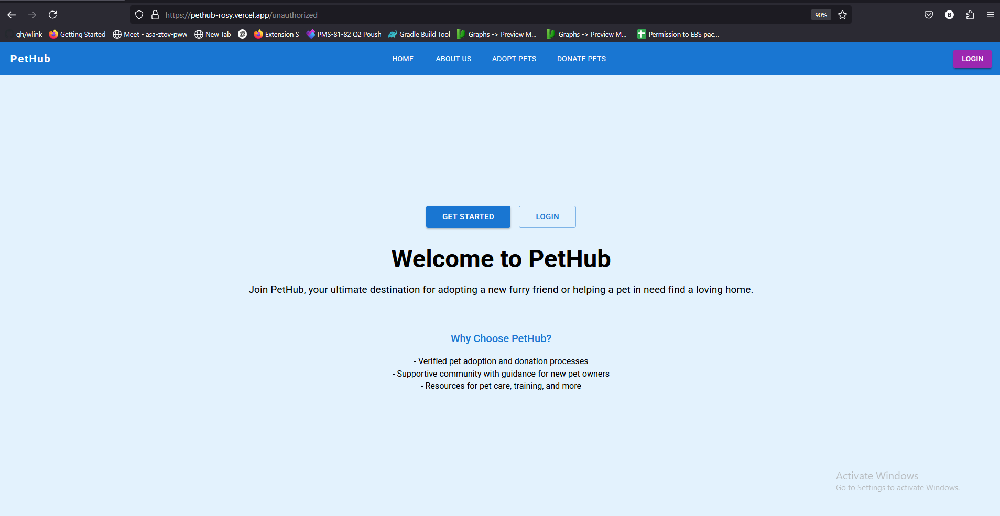 https://pethub-rosy.vercel.app/unauthorized
90%
B
gh/wlink
Getting Started
Meet - asa-ztov-pww
New Tab
Extension S
PMS-81-82 Q2 Poush
Gradle Build Tool
Graphs -> Preview M...
Graphs -> Preview M...
Permission to EBS pac...
PetHub
HOME
ABOUT US
ADOPT PETS
DONATE PETS
LOGIN
GET STARTED
LOGIN
Welcome to PetHub
Join PetHub, your ultimate destination for adopting a new furry friend or helping a pet in need find a loving home.
Why Choose PetHub?
- Verified pet adoption and donation processes
- Supportive community with guidance for new pet owners
- Resources for pet care, training, and more
Activate Windows
Go to Settings to activate Windows.